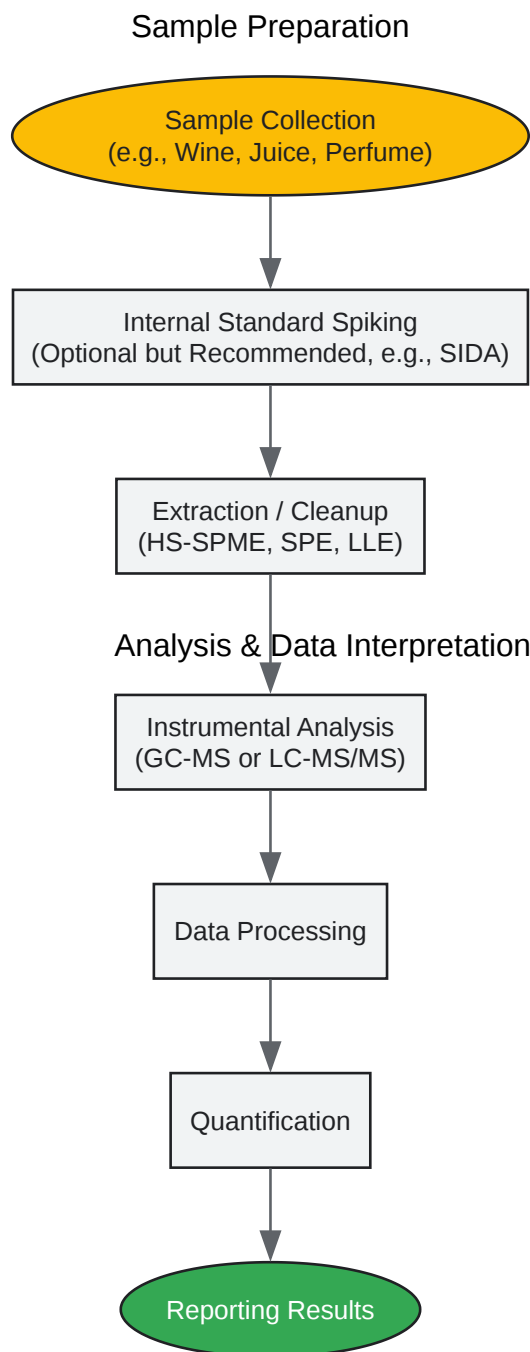 Sample Preparation
Sample Collection
(e.g., Wine, Juice, Perfume)
Internal Standard Spiking
(Optional but Recommended, e.g., SIDA)
Extraction / Cleanup
(HS-SPME, SPE, LLE)
Analysis & Data Interpretation
Instrumental Analysis
(GC-MS or LC-MS/MS)
Data Processing
Quantification
Reporting Results